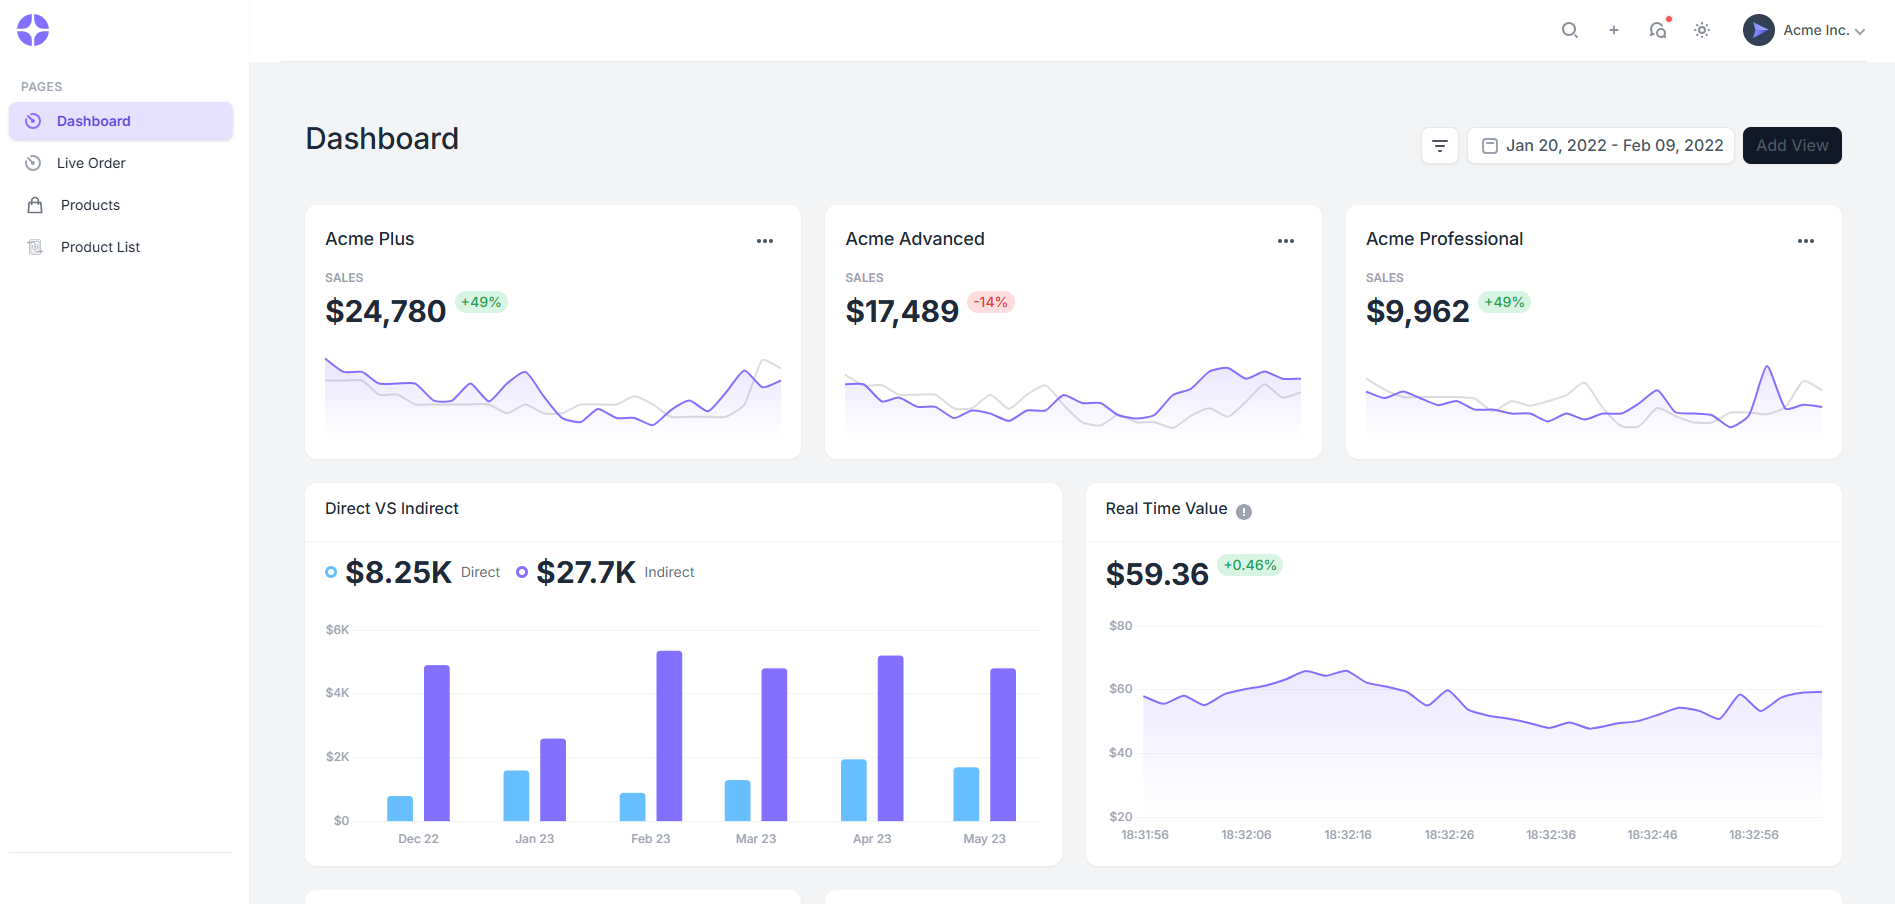 Acme Inc.
PAGES
Dashboard
Live Order
Products
Product List
Dashboard
Jan 20, 2022 - Feb 09, 2022
Add View
Acme Plus
SALES
$24,780 +49%
Acme Advanced
SALES
$17,489 -14%
Acme Professional
SALES
$9,962 +49%
Direct VS Indirect
$8.25K Direct $27.7K Indirect
$6K
$4K
$2K
$0
Dec 22 Jan 23 Feb 23 Mar 23 Apr 23 May 23
Real Time Value
$59.36 +0.46%
$80
$60
$40
$20
18:31:56 18:32:06 18:32:16 18:32:26 18:32:36 18:32:46 18:32:56